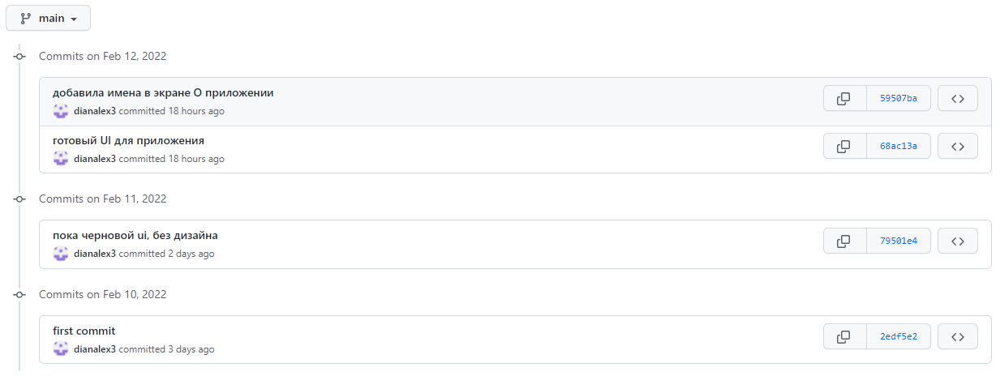 main
Commits on Feb 12, 2022
добавила имена в экране О приложении
59507ba
dianalex3 committed 18 hours ago
готовый UI для приложения
68ac13a
dianalex3 committed 18 hours ago
Commits on Feb 11, 2022
пока черновой ui, без дизайна
79501e4
dianalex3 committed 2 days ago
Commits on Feb 10, 2022
first commit
2edf5e2
dianalex3 committed 3 days ago